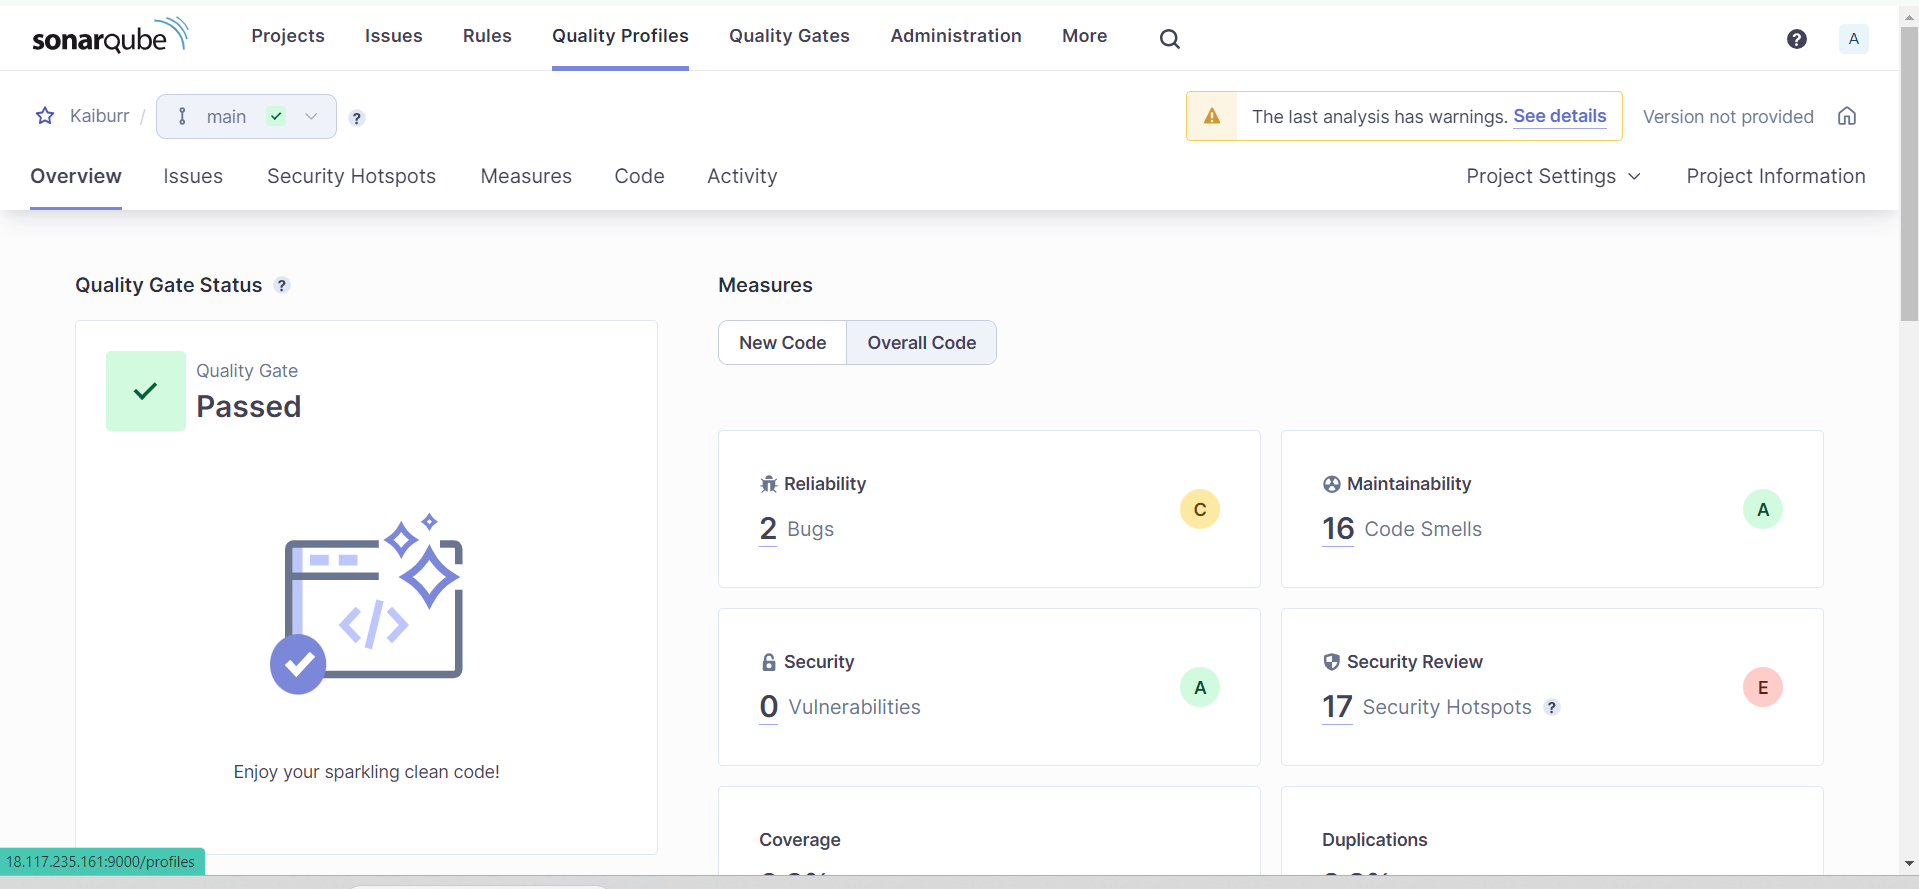 sonarqube
Projects Issues Rules Quality Profiles Quality Gates Administration More ? A
Kaiburr / main ?
The last analysis has warnings. See details Version not provided
Overview Issues Security Hotspots Measures Code Activity Project Settings Project Information
Quality Gate Status ?
Quality Gate
Passed
</>
Enjoy your sparkling clean code!
Measures
New Code Overall Code
Reliability
2 Bugs
C
Maintainability
16 Code Smells
A
Security
0 Vulnerabilities
A
Security Review
17 Security Hotspots ?
E
Coverage
Duplications
18.117.235.161:9000/profiles